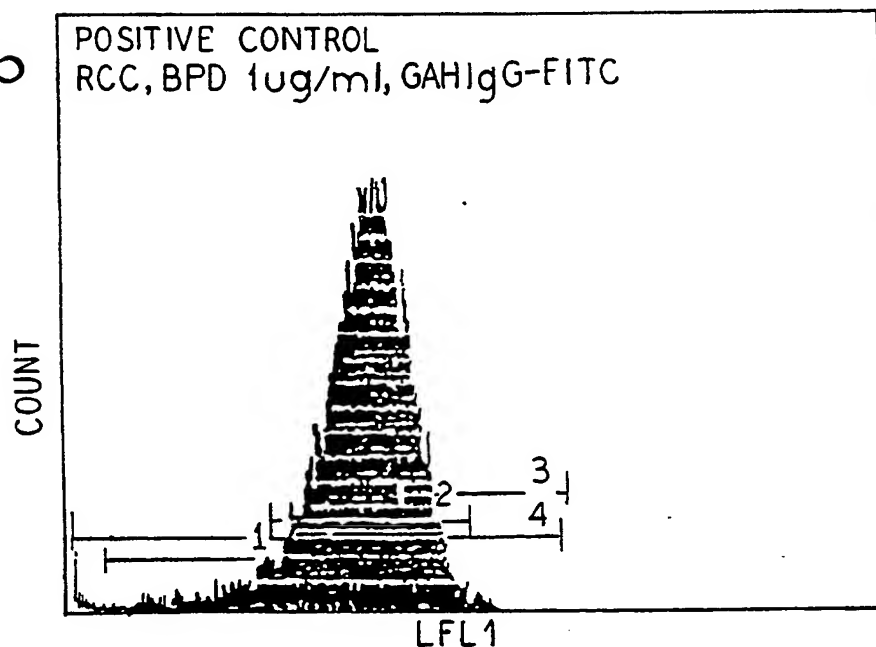 POSITIVE CONTROL
RCC, BPD 1ug/ml, GAHIgG-FITC
COUNT
3
2
4
1
LFL1